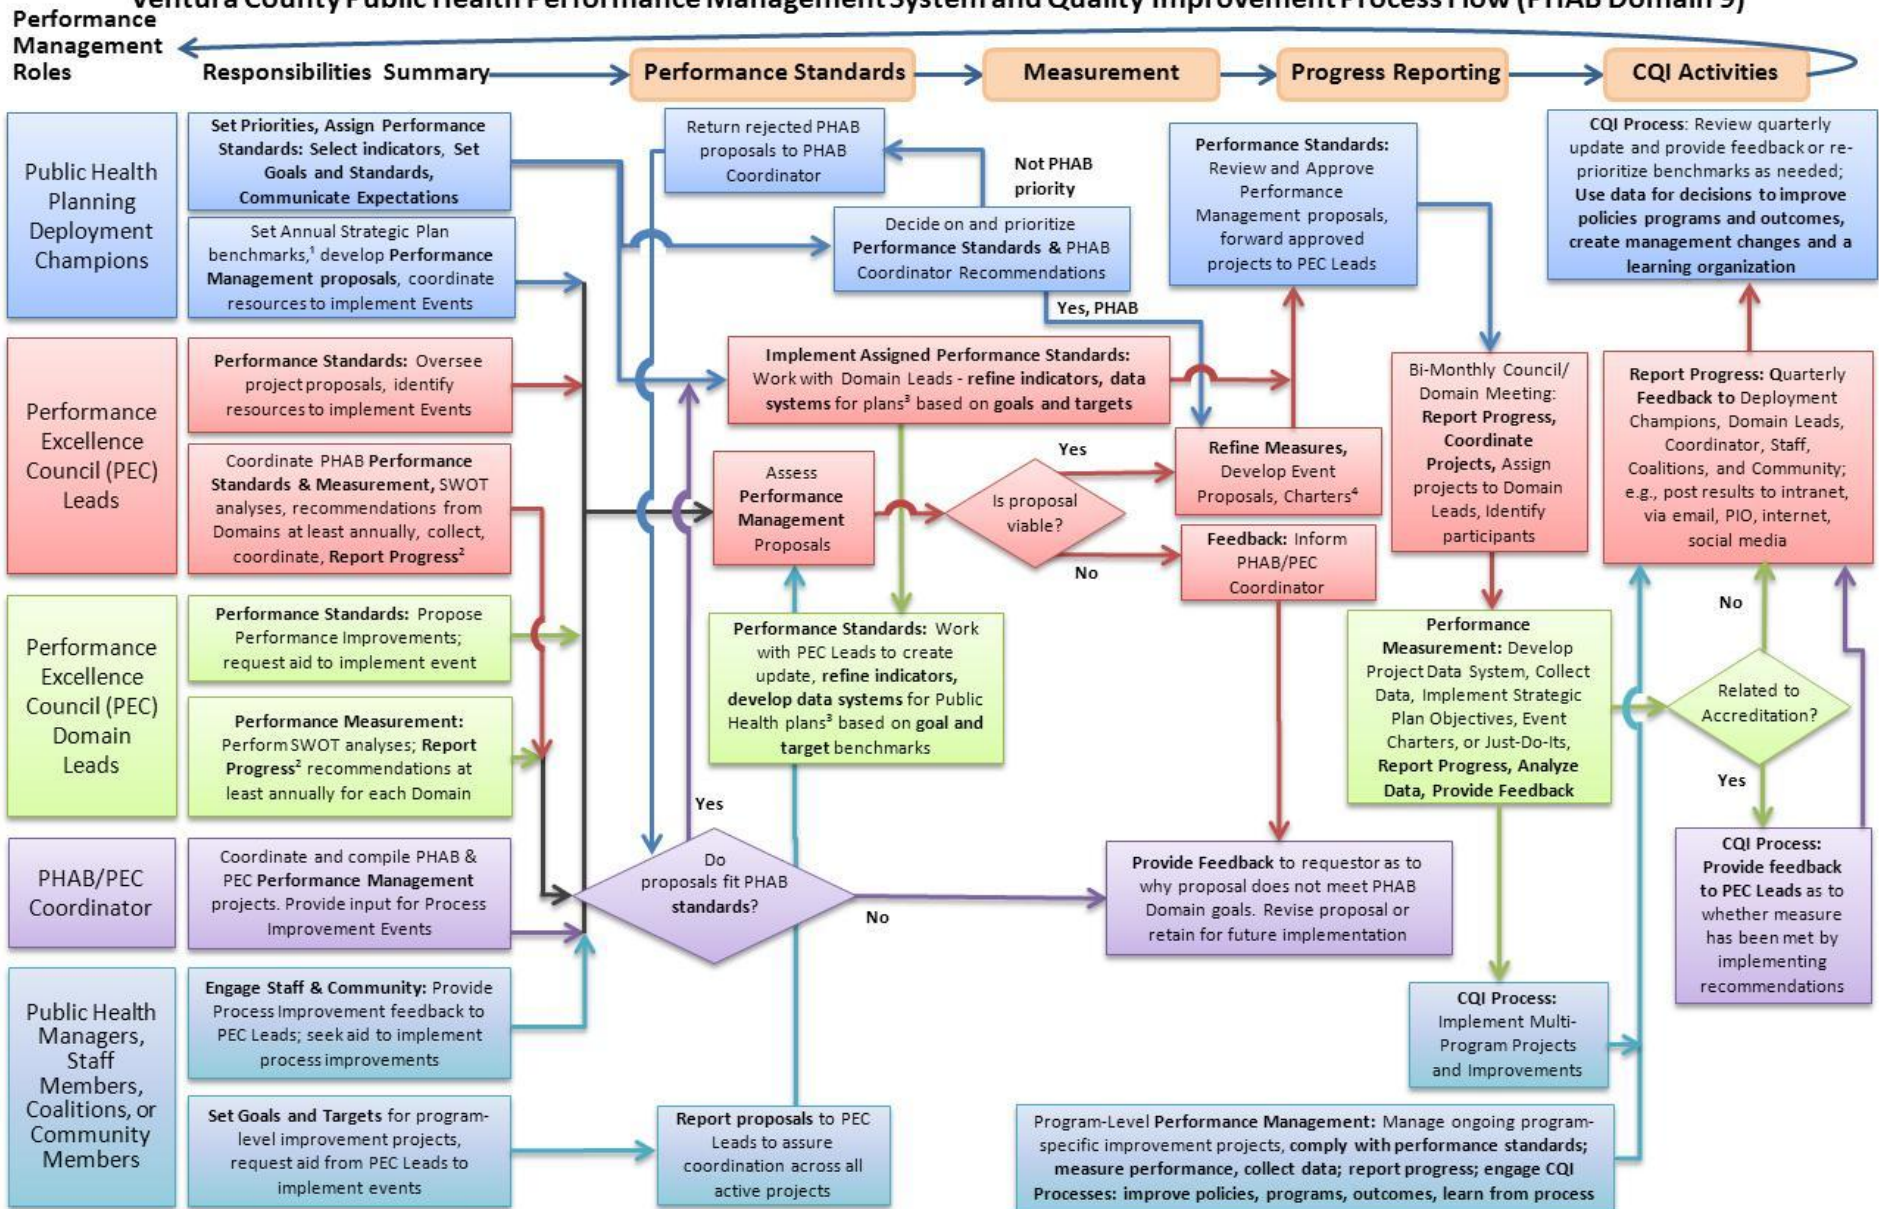 Ventura County Public Health Performance Management System and Quality Improvement Process Flow (PHAB Domain 9)
Performance
Management
Roles
Responsibilities Summary
Performance Standards
Measurement
Progress Reporting
CQI Activities
Public Health
Planning
Deployment
Champions
Set Priorities, Assign Performance
Standards: Select indicators, Set
Goals and Standards,
Communicate Expectations
Set Annual Strategic Plan
benchmarks,¹ develop Performance
Management proposals, coordinate
resources to implement Events
Return rejected PHAB
proposals to PHAB
Coordinator
Not PHAB
priority
Decide on and prioritize
Performance Standards & PHAB
Coordinator Recommendations
Yes, PHAB
Performance Standards:
Review and Approve
Performance
Management proposals,
forward approved
projects to PEC Leads
CQI Process: Review quarterly
update and provide feedback or re-
prioritize benchmarks as needed;
Use data for decisions to improve
policies programs and outcomes,
create management changes and a
learning organization
Performance
Excellence
Council (PEC)
Leads
Performance Standards: Oversee
project proposals, identify
resources to implement Events
Coordinate PHAB Performance
Standards & Measurement, SWOT
analyses, recommendations from
Domains at least annually, collect,
coordinate, Report Progress²
Implement Assigned Performance Standards:
Work with Domain Leads - refine indicators, data
systems for plans³ based on goals and targets
Assess
Performance
Management
Proposals
Is proposal
viable?
Yes
No
Refine Measures,
Develop Event
Proposals, Charters⁴
Feedback: Inform
PHAB/PEC
Coordinator
Bi-Monthly Council/
Domain Meeting:
Report Progress,
Coordinate
Projects, Assign
projects to Domain
Leads, Identify
participants
Report Progress: Quarterly
Feedback to Deployment
Champions, Domain Leads,
Coordinator, Staff,
Coalitions, and Community;
e.g., post results to intranet,
via email, PIO, internet,
social media
Performance
Excellence
Council (PEC)
Domain
Leads
Performance Standards: Propose
Performance Improvements;
request aid to implement event
Performance Measurement:
Perform SWOT analyses; Report
Progress² recommendations at
least annually for each Domain
Performance Standards: Work
with PEC Leads to create
update, refine indicators,
develop data systems for Public
Health plans³ based on goal and
target benchmarks
Performance
Measurement: Develop
Project Data System, Collect
Data, Implement Strategic
Plan Objectives, Event
Charters, or Just-Do-Its,
Report Progress, Analyze
Data, Provide Feedback
No
Related to
Accreditation?
Yes
PHAB/PEC
Coordinator
Coordinate and compile PHAB &
PEC Performance Management
projects. Provide input for Process
Improvement Events
Yes
Do
proposals fit PHAB
standards?
No
Provide Feedback to requestor as to
why proposal does not meet PHAB
Domain goals. Revise proposal or
retain for future implementation
CQI Process:
Provide feedback
to PEC Leads as to
whether measure
has been met by
implementing
recommendations
Public Health
Managers,
Staff
Members,
Coalitions, or
Community
Members
Engage Staff & Community: Provide
Process Improvement feedback to
PEC Leads; seek aid to implement
process improvements
Set Goals and Targets for program-
level improvement projects,
request aid from PEC Leads to
implement events
Report proposals to PEC
Leads to assure
coordination across all
active projects
CQI Process:
Implement Multi-
Program Projects
and Improvements
Program-Level Performance Management: Manage ongoing program-
specific improvement projects, comply with performance standards;
measure performance, collect data; report progress; engage CQI
Processes: improve policies, programs, outcomes, learn from process